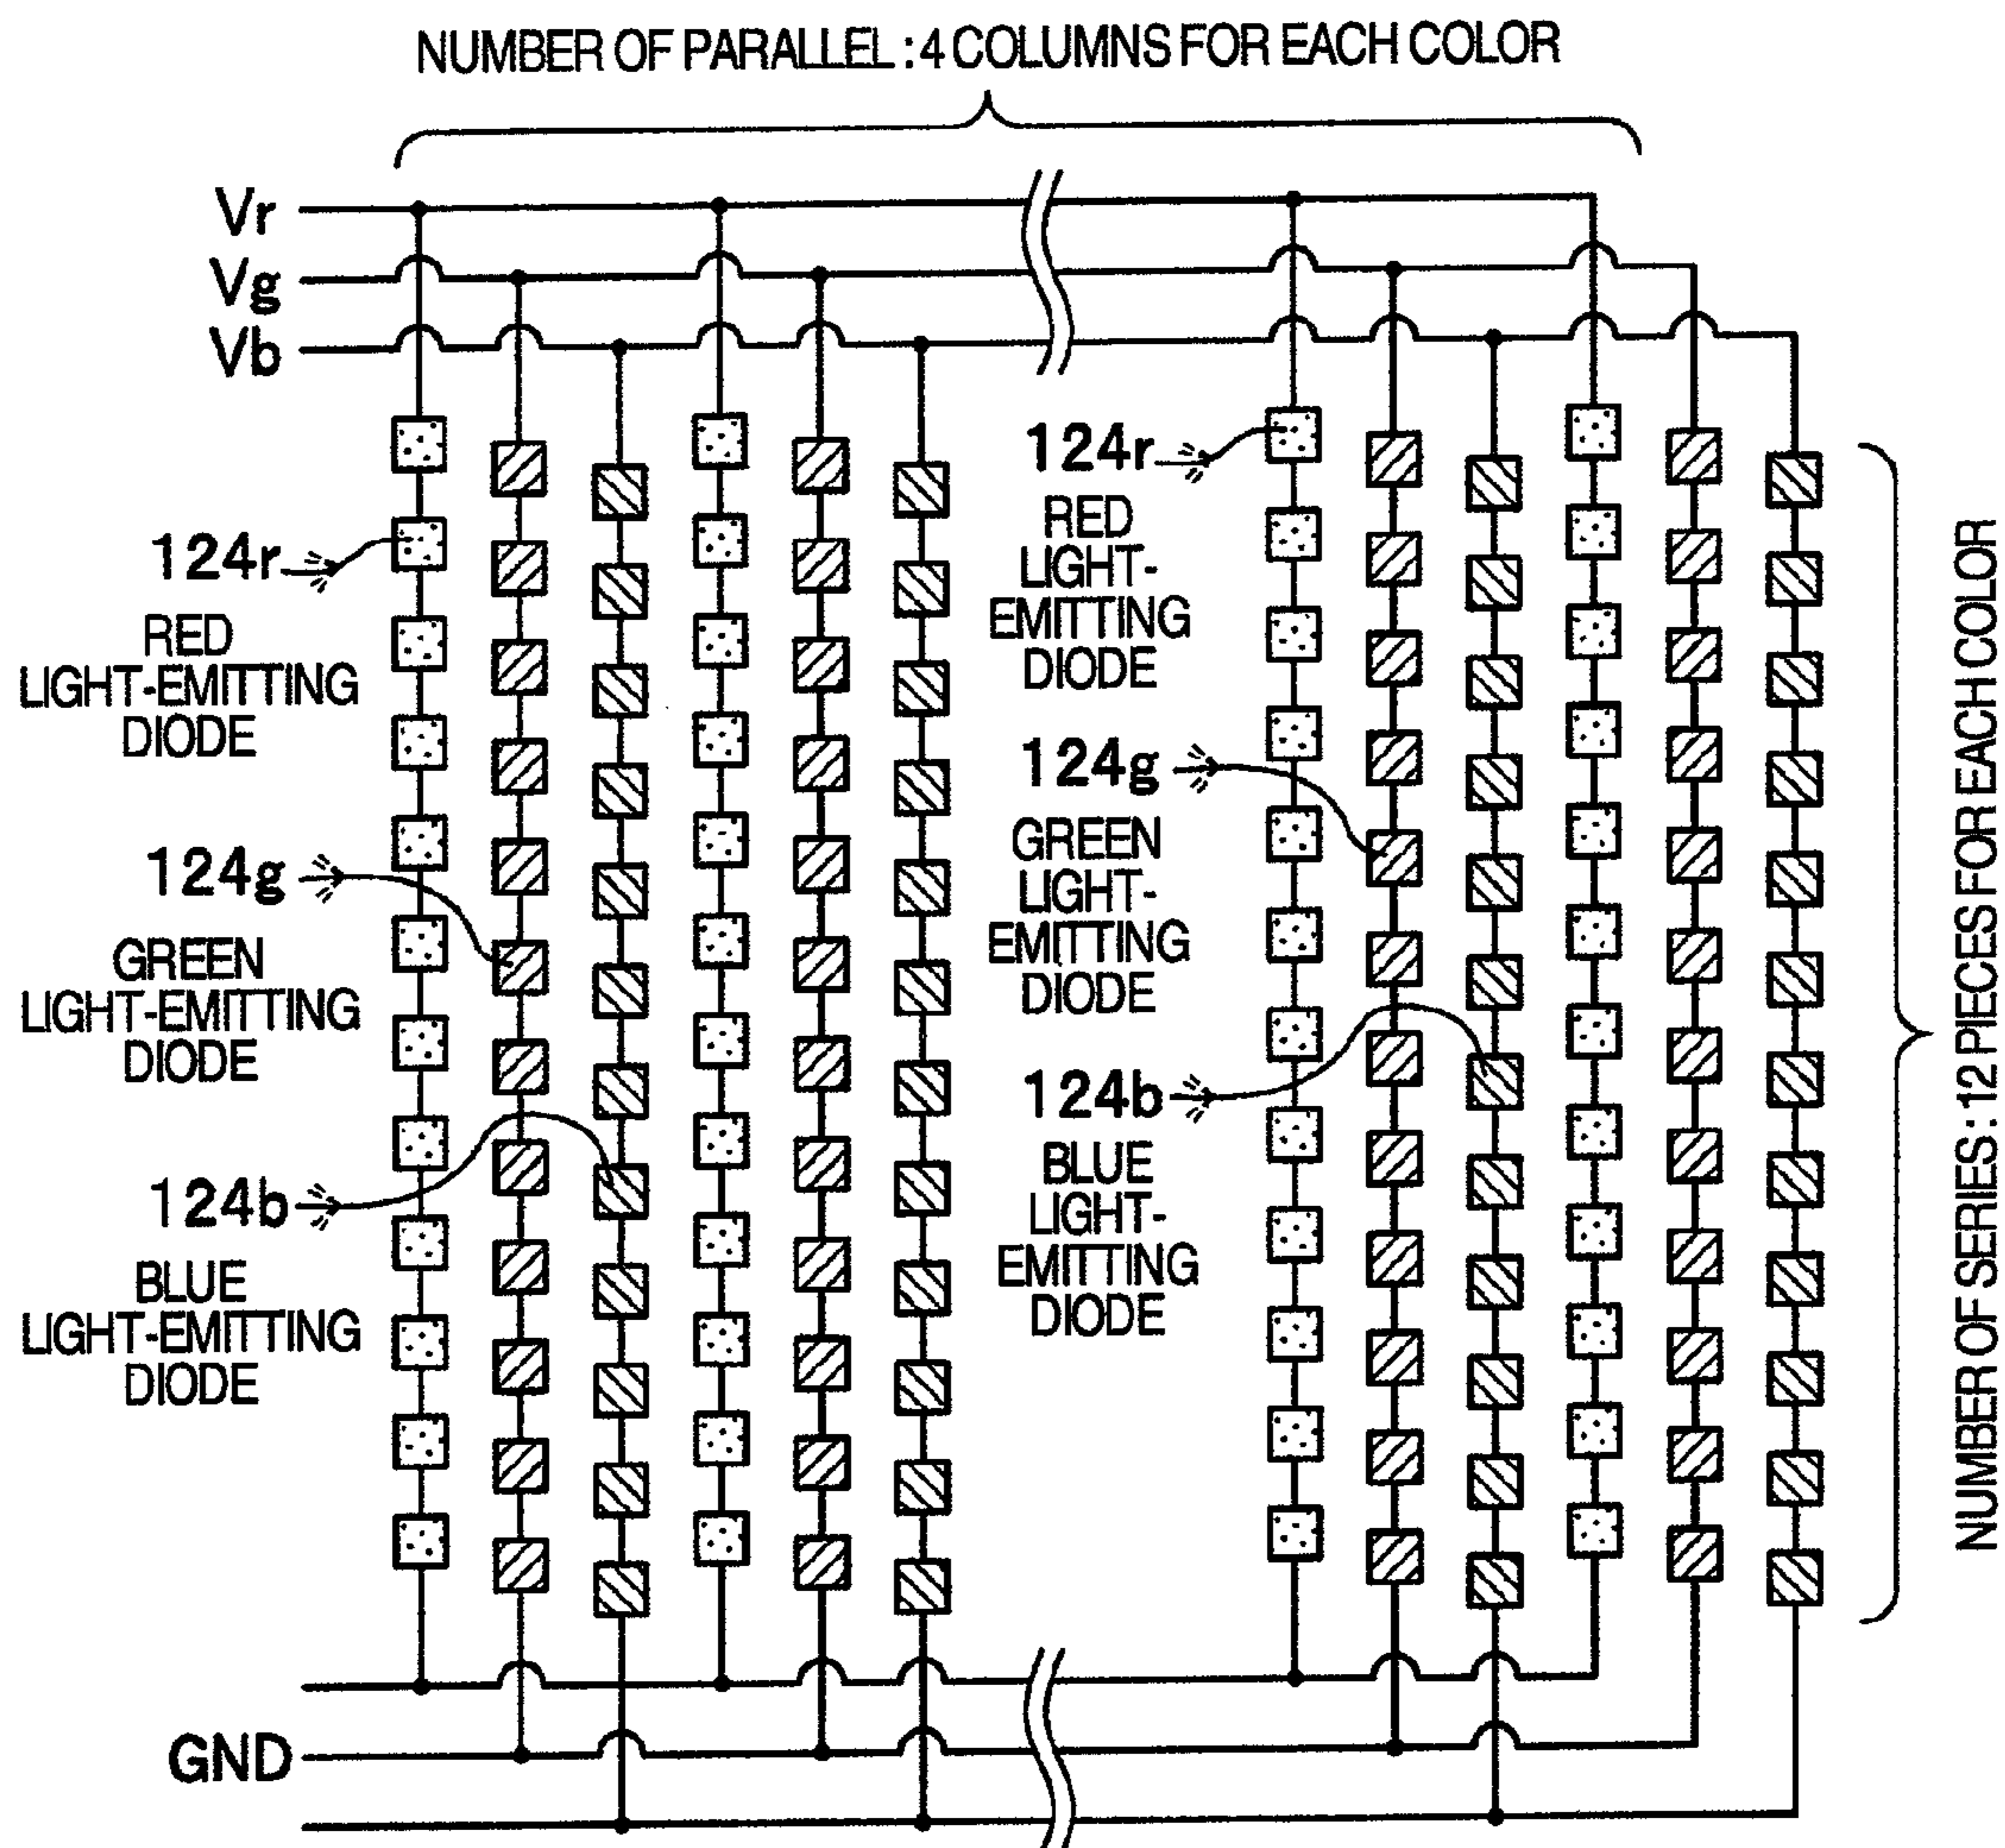 NUMBER OF PARALLEL : 4 COLUMNS FOR EACH COLOR
Vr
Vg
Vb
124r
RED
LIGHT-EMITTING
DIODE
124g
GREEN
LIGHT-EMITTING
DIODE
124b
BLUE
LIGHT-EMITTING
DIODE
124r
RED
LIGHT-
EMITTING
DIODE
124g
GREEN
LIGHT-
EMITTING
DIODE
124b
BLUE
LIGHT-
EMITTING
DIODE
NUMBER OF SERIES : 12 PIECES FOR EACH COLOR
GND